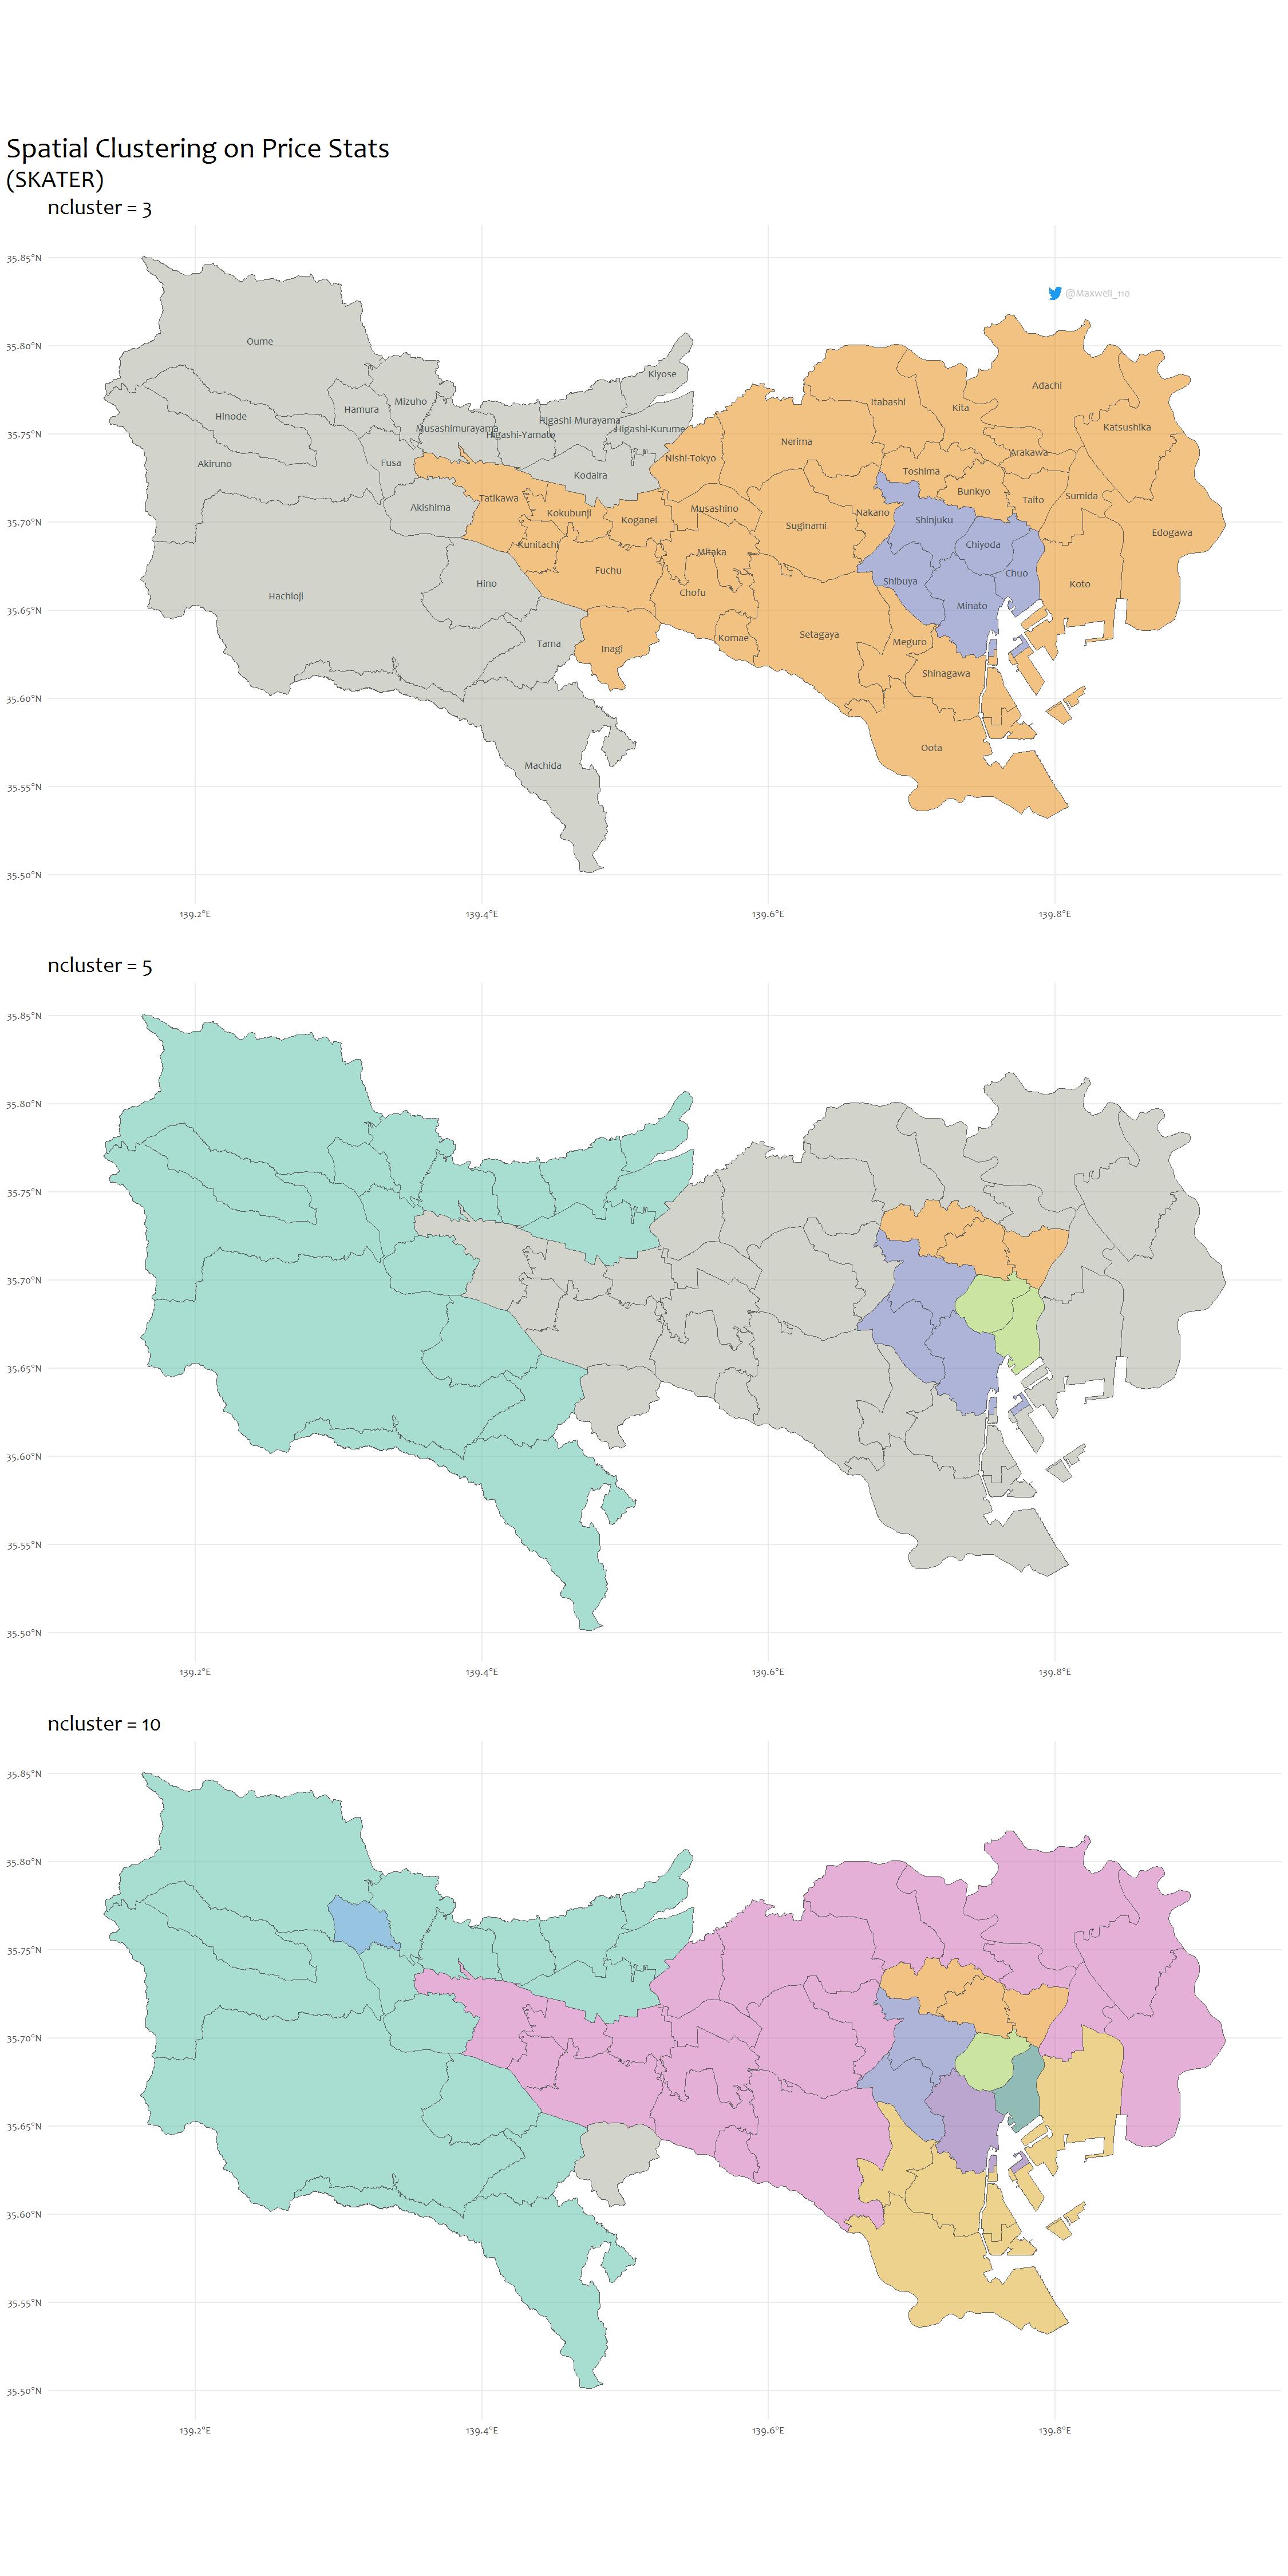 Spatial Clustering on Price Stats
(SKATER)
ncluster = 3
35.85°N
@Maxwell_110
35.80°N
Oume
Kiyose
Adachi
Hinode
Hamura
Mizuho
Itabashi
Kita
Musashimurayama
Higashi-Murayama
Higashi-Yamato
Higashi-Kurume
Katsushika
35.75°N
Nerima
Arakawa
Akiruno
Fusa
Kodaira
Nishi-Tokyo
Toshima
Bunkyo
Taito
Sumida
Tatikawa
Akishima
Kokubunji
Koganei
Musashino
Nakano
Shinjuku
35.70°N
Suginami
Edogawa
Kunitachi
Mitaka
Chiyoda
Fuchu
Chuo
Hino
Shibuya
Koto
Hachioji
Chofu
Minato
35.65°N
Tama
Inagi
Komae
Setagaya
Meguro
Shinagawa
35.60°N
Oota
Machida
35.55°N
35.50°N
139.2°E
139.4°E
139.6°E
139.8°E
ncluster = 5
35.85°N
35.80°N
35.75°N
35.70°N
35.65°N
35.60°N
35.55°N
35.50°N
139.2°E
139.4°E
139.6°E
139.8°E
ncluster = 10
35.85°N
35.80°N
35.75°N
35.70°N
35.65°N
35.60°N
35.55°N
35.50°N
139.2°E
139.4°E
139.6°E
139.8°E